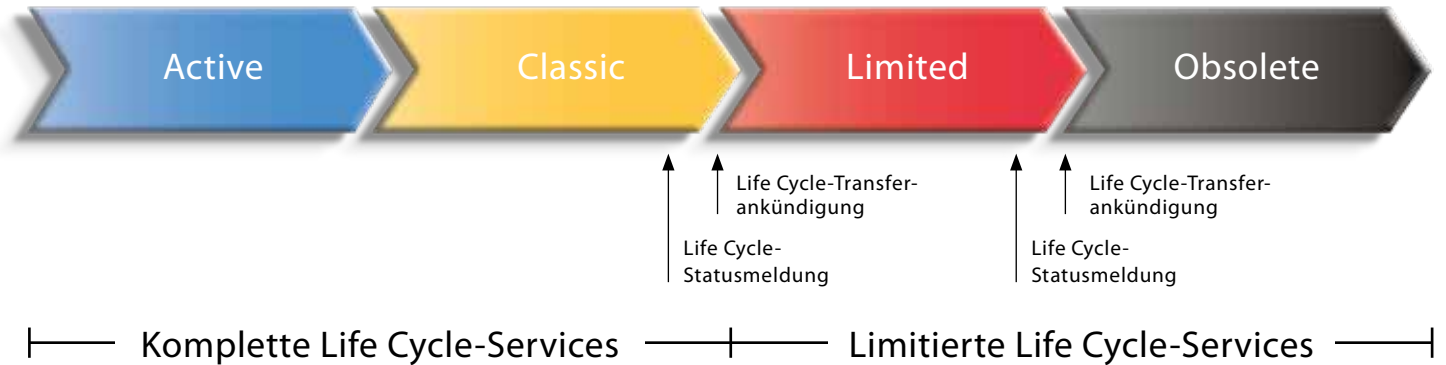 Active
Classic
Limited
Obsolete
Life Cycle-Transfer-
ankündigung
Life Cycle-
Statusmeldung
Life Cycle-Transfer-
ankündigung
Life Cycle-
Statusmeldung
Komplette Life Cycle-Services
Limitierte Life Cycle-Services